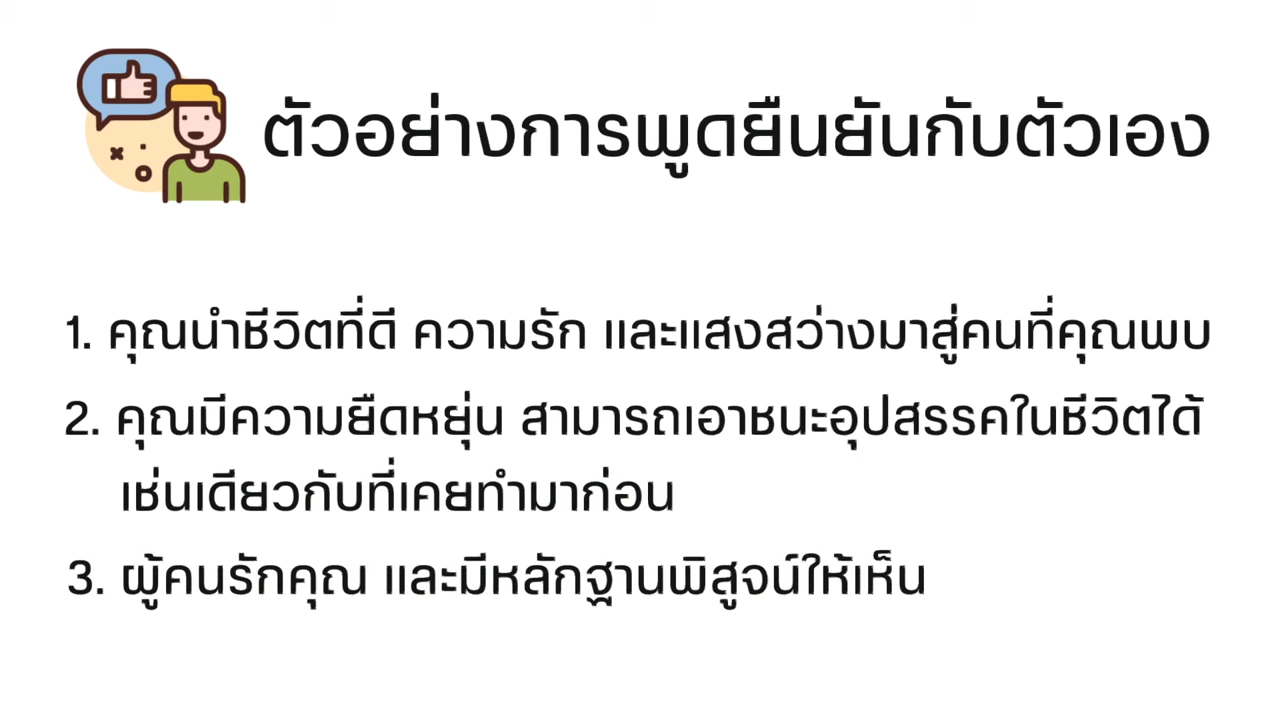 ตัวอย่างการพูดยืนยันกับตัวเอง
1. คุณนำชีวิตที่ดี ความรัก และแสงสว่างมาสู่คนที่คุณพบ
2. คุณมีความยืดหยุ่น สามารถเอาชนะอุปสรรคในชีวิตได้
เช่นเดียวกับที่เคยทำมาก่อน
3. ผู้คนรักคุณ และมีหลักฐานพิสูจน์ให้เห็น